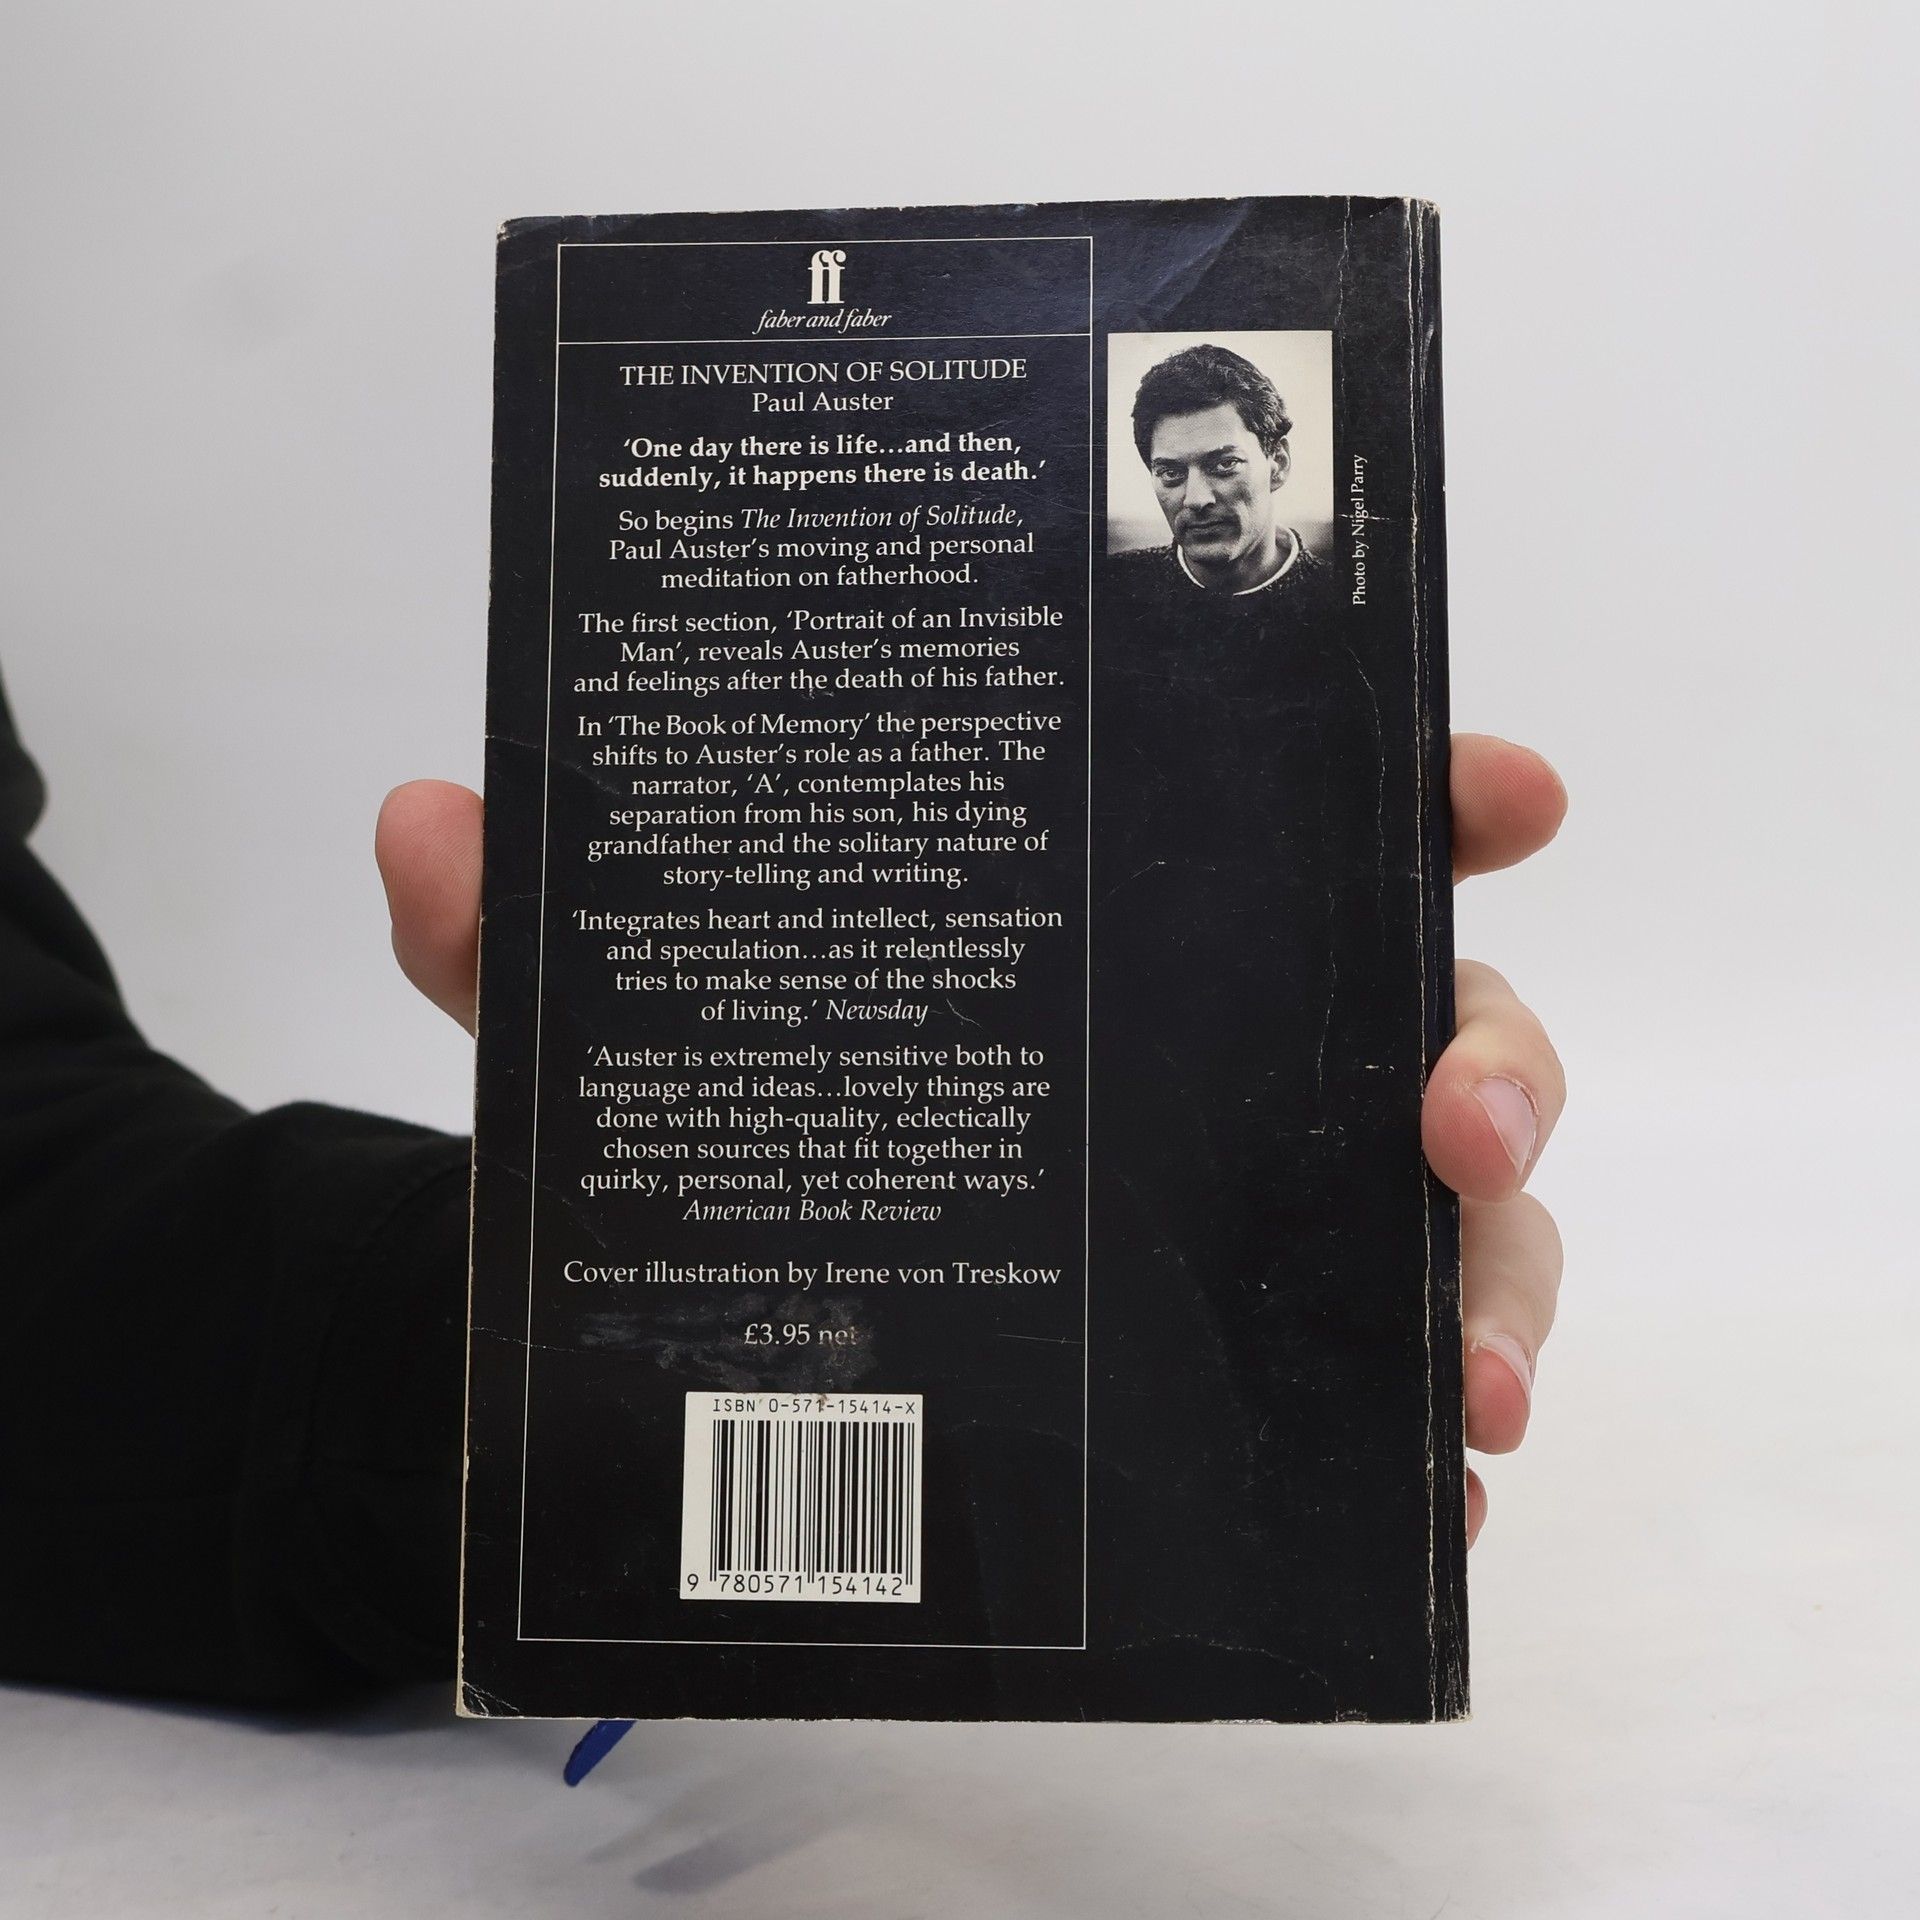 ff
faber and faber
THE INVENTION OF SOLITUDE
Paul Auster
‘One day there is life...and then,
suddenly, it happens there is death.’
So begins The Invention of Solitude,
Paul Auster’s moving and personal
meditation on fatherhood.
The first section, ‘Portrait of an Invisible
Man’, reveals Auster’s memories
and feelings after the death of his father.
In ‘The Book of Memory’ the perspective
shifts to Auster’s role as a father. The
narrator, ‘A’, contemplates his
separation from his son, his dying
grandfather and the solitary nature of
story-telling and writing.
‘Integrates heart and intellect, sensation
and speculation...as it relentlessly
tries to make sense of the shocks
of living.’ Newsday
‘Auster is extremely sensitive both to
language and ideas...lovely things are
done with high-quality, eclectically
chosen sources that fit together in
quirky, personal, yet coherent ways.’
American Book Review
Cover illustration by Irene von Treskow
£3.95 net
ISBN 0-571-15414-X
9 780571 154142
Photo by Nigel Parry